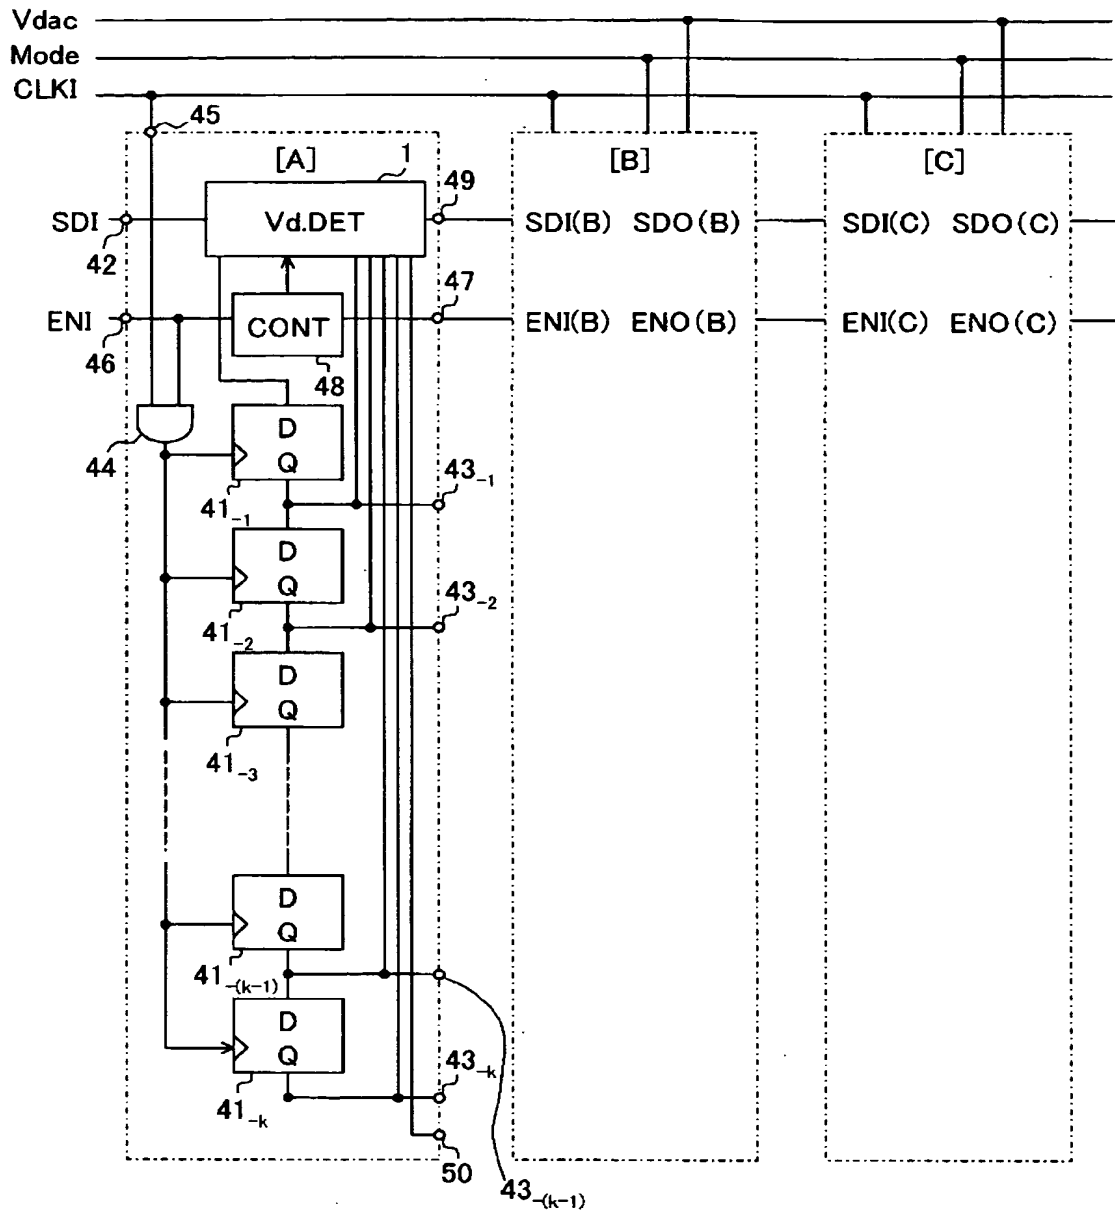 Vdac
Mode
CLKI
45
[A]
1
[B]
[C]
49
SDI
Vd.DET
SDI(B) SDO(B)
SDI(C) SDO(C)
42
47
ENI
CONT
ENI(B) ENO(B)
ENI(C) ENO(C)
46
48
44
D
Q
43-1
41-1
D
Q
43-2
41-2
D
Q
41-3
D
Q
41-(k-1)
D
Q
43-k
41-k
50
43-(k-1)